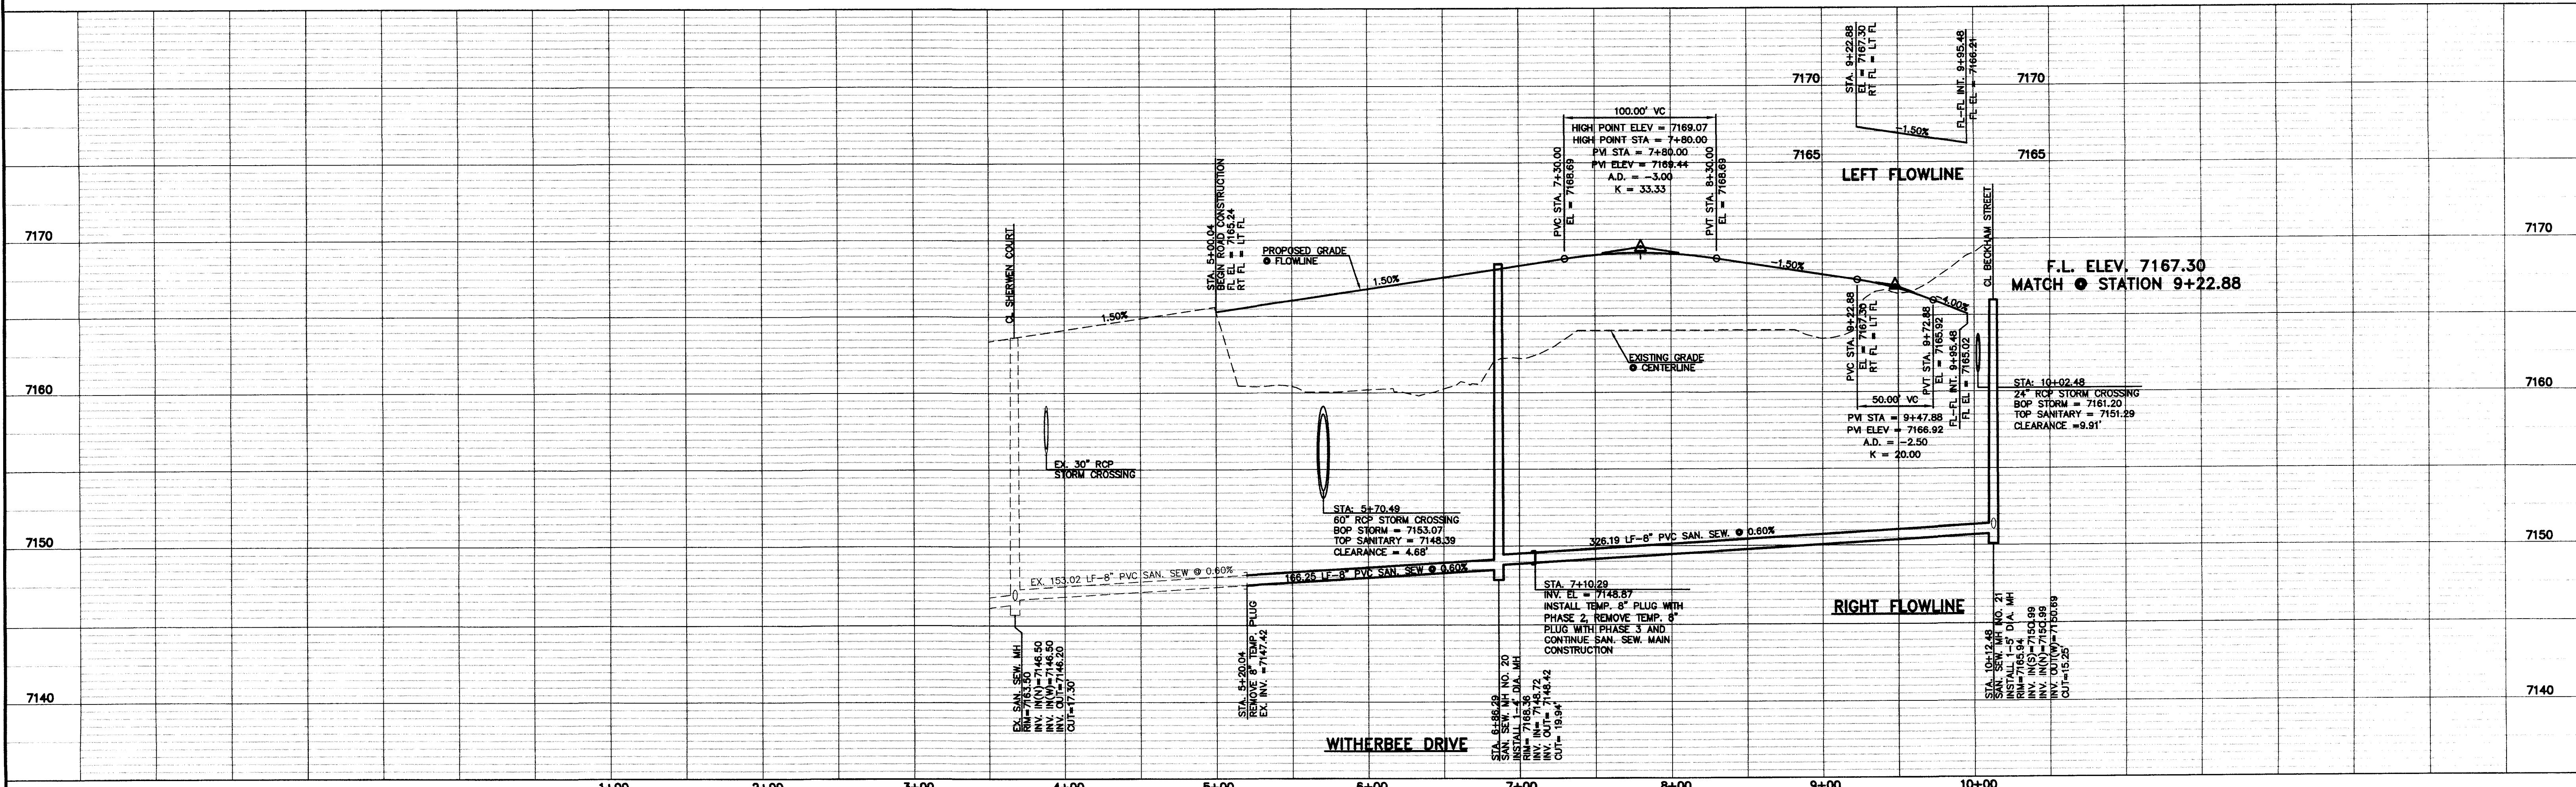 7170
7160
7150
7140
CL SHERWEN COURT
STA. 5+00.04
BEGIN ROAD CONSTRUCTION
FL EL = 7165.24
RT FL = LT FL
1.50%
PROPOSED GRADE
@ FLOWLINE
1.50%
100.00' VC
HIGH POINT ELEV = 7169.07
HIGH POINT STA = 7+80.00
PVI STA = 7+80.00
PVI ELEV = 7169.44
A.D. = -3.00
K = 33.33
PVC STA. 7+30.00
EL = 7168.69
PVT STA. 8+30.00
EL = 7168.69
-1.50%
7170
7165
STA. 9+22.88
EL = 7167.30
RT FL = LT FL
FL-FL INT. 9+95.48
FL EL = 7166.21
-1.50%
7170
7165
LEFT FLOWLINE
CL BECKHAM STREET
F.L. ELEV. 7167.30
MATCH @ STATION 9+22.88
-4.00%
PVC STA. 9+22.88
EL = 7167.30
RT FL = LT FL
PVT STA. 9+72.88
EL = 7165.92
FL-FL INT. 9+95.48
FL EL = 7165.02
50.00' VC
PVI STA = 9+47.88
PVI ELEV = 7166.92
A.D. = -2.50
K = 20.00
EXISTING GRADE
@ CENTERLINE
STA: 10+02.48
24" RCP STORM CROSSING
BOP STORM = 7161.20
TOP SANITARY = 7151.29
CLEARANCE =9.91'
EX. 30" RCP
STORM CROSSING
STA: 5+70.49
60" RCP STORM CROSSING
BOP STORM = 7153.07
TOP SANITARY = 7148.39
CLEARANCE = 4.68'
EX. 153.02 LF-8" PVC SAN. SEW @ 0.60%
166.25 LF-8" PVC SAN. SEW @ 0.60%
326.19 LF-8" PVC SAN. SEW. @ 0.60%
STA. 7+10.29
INV. EL = 7148.87
INSTALL TEMP. 8" PLUG WITH
PHASE 2, REMOVE TEMP. 8"
PLUG WITH PHASE 3 AND
CONTINUE SAN. SEW. MAIN
CONSTRUCTION
RIGHT FLOWLINE
EX. SAN. SEW. MH
RIM=7163.50
INV. IN(N)=7146.50
INV. IN(W)=7146.50
INV. OUT=7146.20
CUT=17.30'
STA. 5+20.04
REMOVE 8" TEMP. PLUG
EX. INV. =7147.42
WITHERBEE DRIVE
STA. 6+86.29
SAN. SEW. MH NO. 20
INSTALL 1-4' DIA. MH
RIM= 7168.36
INV. IN= 7148.72
INV. OUT= 7148.42
CUT= 19.94'
STA. 10+12.48
SAN. SEW. MH NO. 21
INSTALL 1-5' DIA. MH
RIM=7165.94
INV. IN(S)=7150.99
INV. IN(N)=7150.99
INV. OUT(W)=7150.69
CUT=15.25'
7170
7160
7150
7140
1+00
2+00
3+00
4+00
5+00
6+00
7+00
8+00
9+00
10+00